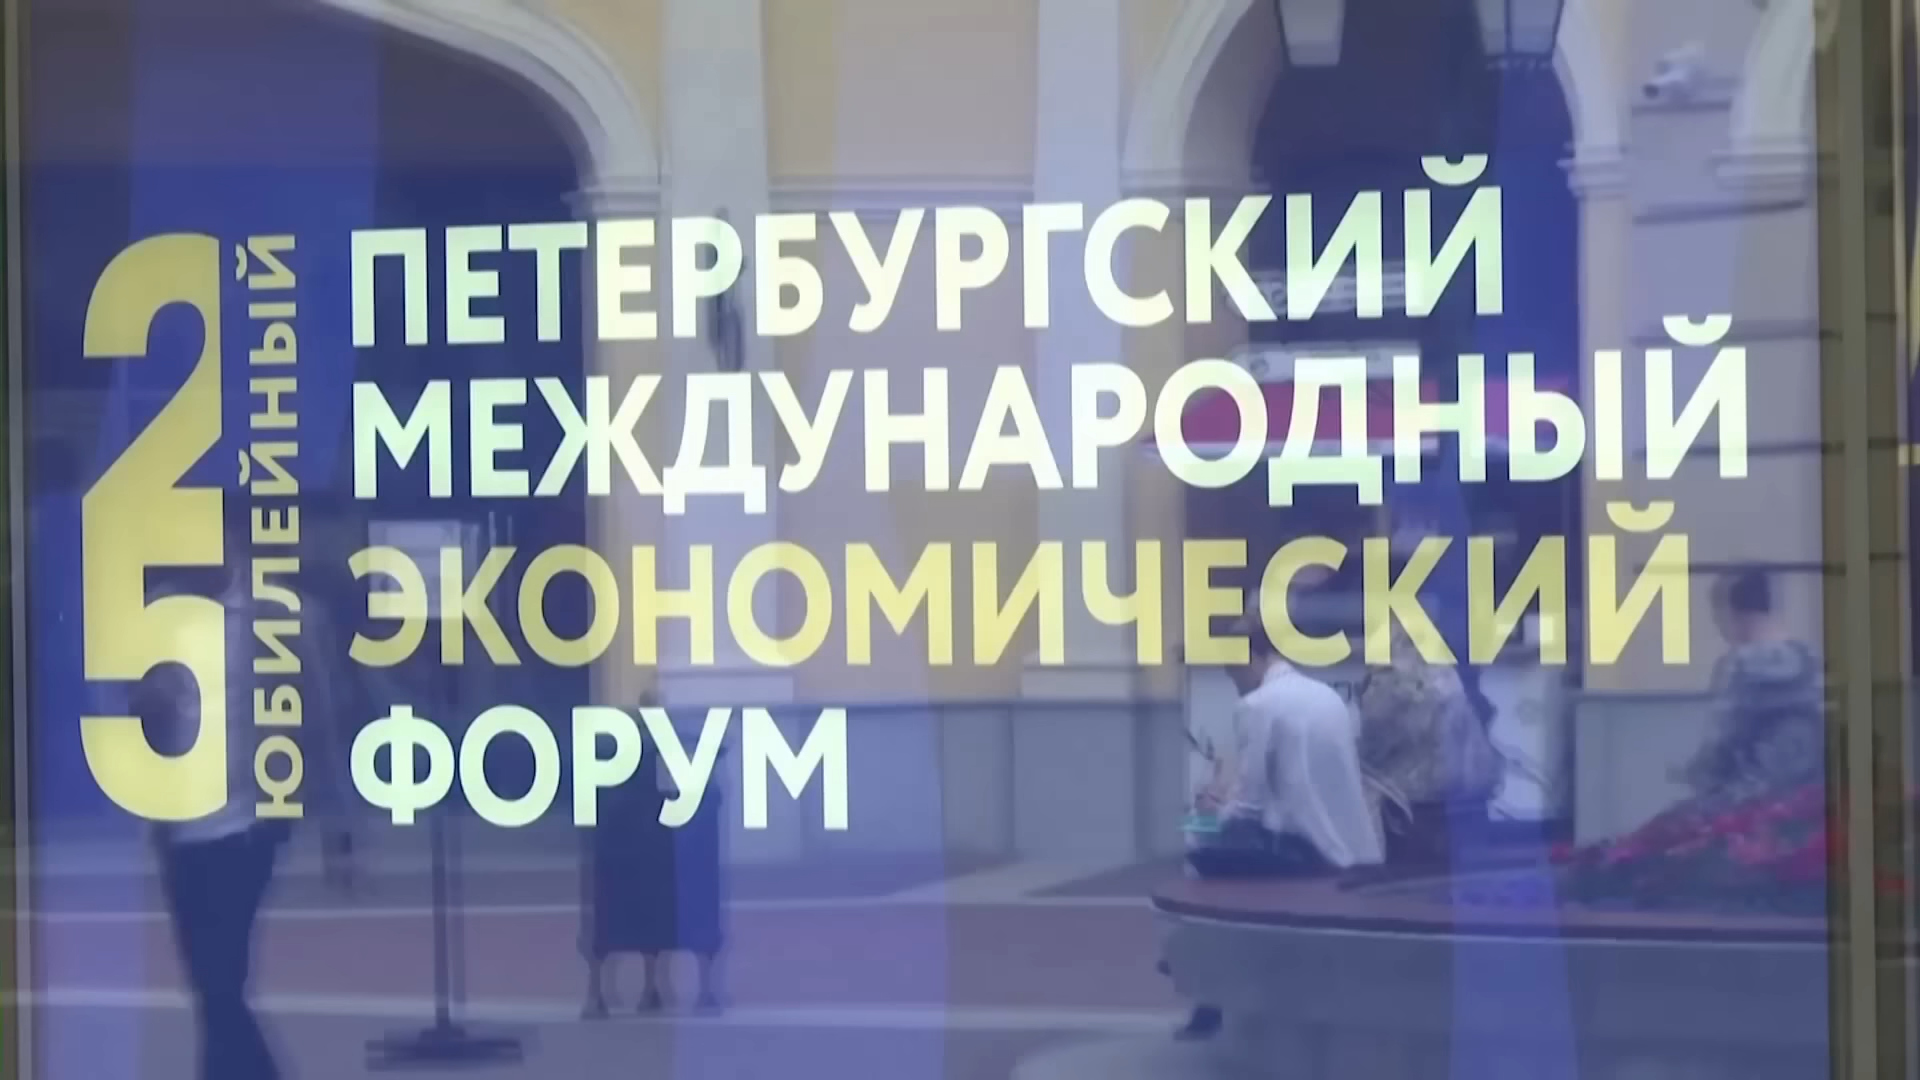 25
ЮБИЛЕЙНЫЙ
ПЕТЕРБУРГСКИЙ
МЕЖДУНАРОДНЫЙ
ЭКОНОМИЧЕСКИЙ
ФОРУМ